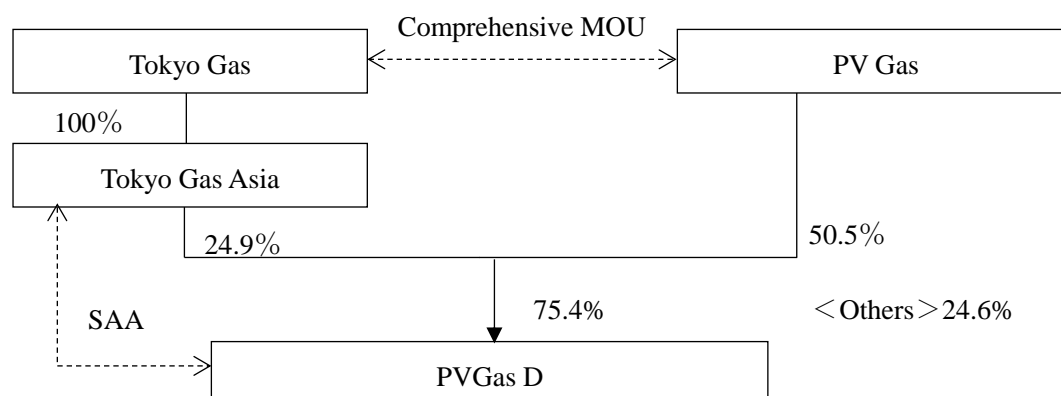 Comprehensive MOU
Tokyo Gas
PV Gas
100％
Tokyo Gas Asia
24.9％
50.5％
75.4%
＜Others＞24.6%
SAA
PVGas D